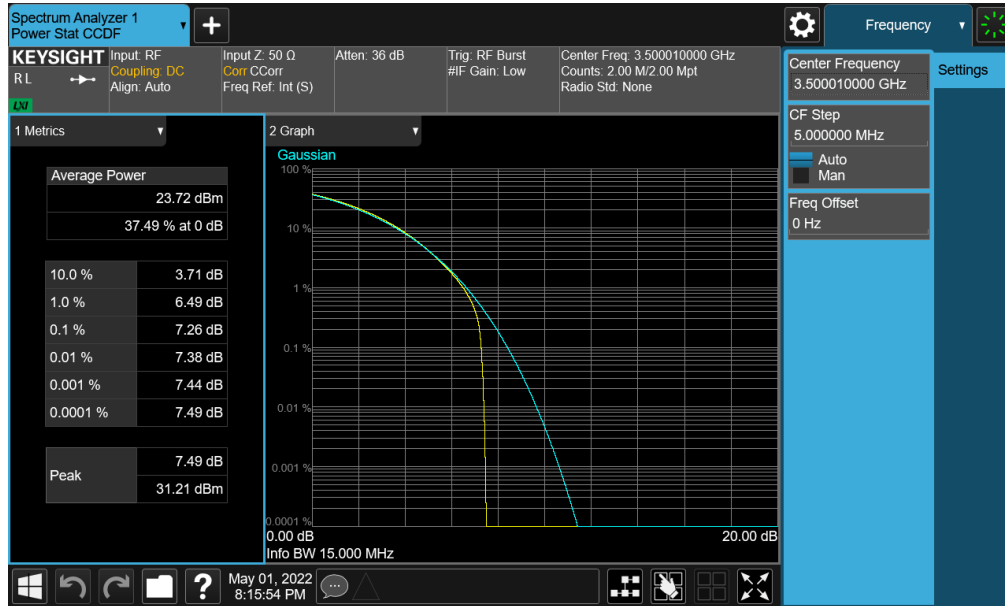 Spectrum Analyzer 1
Power Stat CCDF
+
Frequency
KEYSIGHT
R L
LXI
Input: RF
Coupling: DC
Align: Auto
Input Z: 50 Ω
Corr CCorr
Freq Ref: Int (S)
Atten: 36 dB
Trig: RF Burst
#IF Gain: Low
Center Freq: 3.500010000 GHz
Counts: 2.00 M/2.00 Mpt
Radio Std: None
Center Frequency
3.500010000 GHz
Settings
CF Step
5.000000 MHz
Auto
Man
Freq Offset
0 Hz
1 Metrics
Average Power
23.72 dBm
37.49 % at 0 dB
10.0 % 3.71 dB
1.0 % 6.49 dB
0.1 % 7.26 dB
0.01 % 7.38 dB
0.001 % 7.44 dB
0.0001 % 7.49 dB
Peak
7.49 dB
31.21 dBm
2 Graph
Gaussian
100 %
10 %
1 %
0.1 %
0.01 %
0.001 %
0.0001 %
0.00 dB 20.00 dB
Info BW 15.000 MHz
?
May 01, 2022
8:15:54 PM